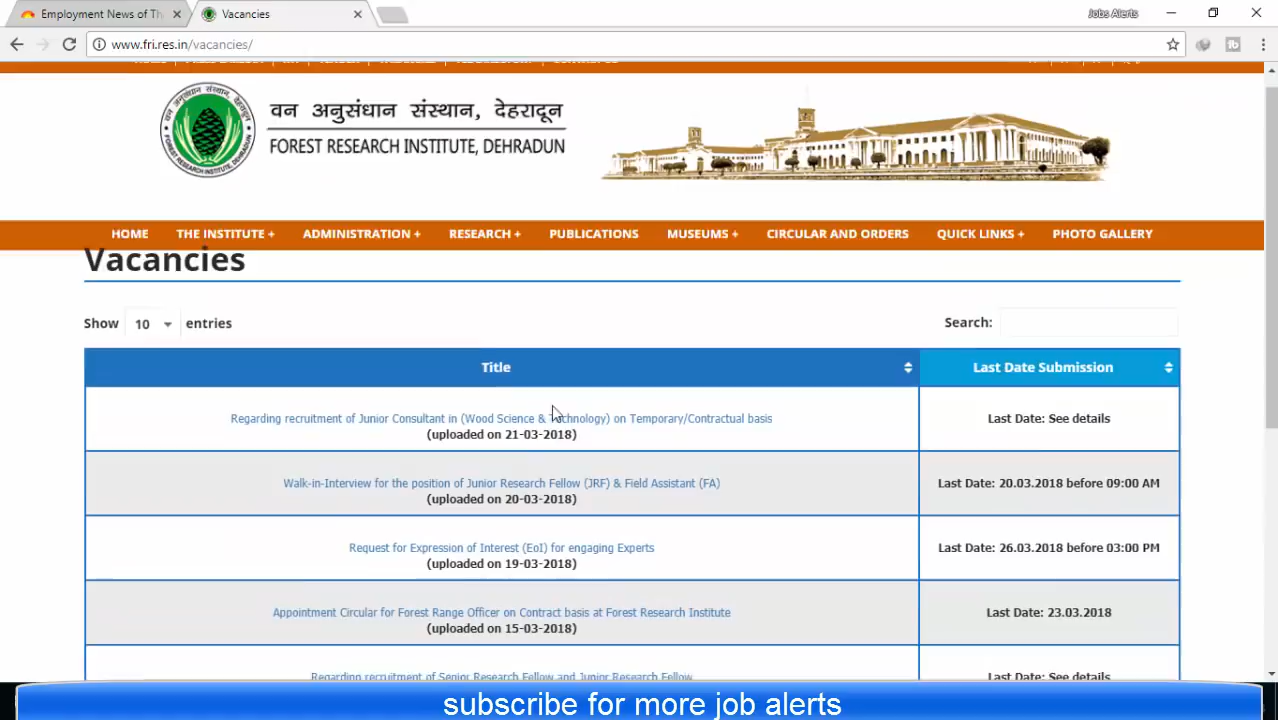 Employment News of Th
Vacancies
Jobs Alerts
www.fri.res.in/vacancies/
वन अनुसंधान संस्थान, देहरादून
FOREST RESEARCH INSTITUTE, DEHRADUN
HOME THE INSTITUTE + ADMINISTRATION + RESEARCH + PUBLICATIONS MUSEUMS + CIRCULAR AND ORDERS QUICK LINKS + PHOTO GALLERY
Vacancies
Show 10 entries
Search:
Title
Last Date Submission
Regarding recruitment of Junior Consultant in (Wood Science & Technology) on Temporary/Contractual basis
(uploaded on 21-03-2018)
Last Date: See details
Walk-in-Interview for the position of Junior Research Fellow (JRF) & Field Assistant (FA)
(uploaded on 20-03-2018)
Last Date: 20.03.2018 before 09:00 AM
Request for Expression of Interest (EoI) for engaging Experts
(uploaded on 19-03-2018)
Last Date: 26.03.2018 before 03:00 PM
Appointment Circular for Forest Range Officer on Contract basis at Forest Research Institute
(uploaded on 15-03-2018)
Last Date: 23.03.2018
Regarding recruitment of Senior Research Fellow and Junior Research Fellow
Last Date: See details
subscribe for more job alerts